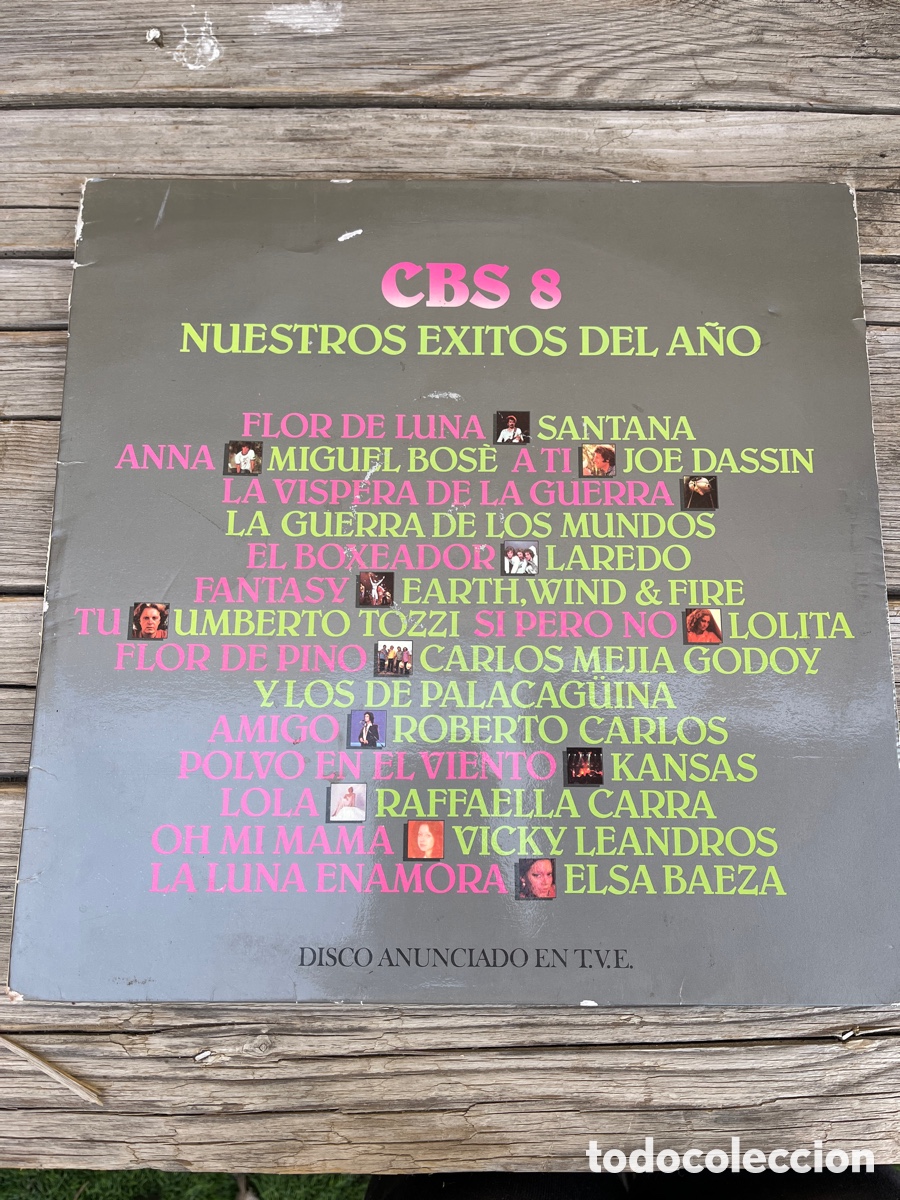 CBS 8
NUESTROS EXITOS DEL AÑO
FLOR DE LUNA SANTANA
ANNA MIGUEL BOSÈ A TI JOE DASSIN
LA VISPERA DE LA GUERRA
LA GUERRA DE LOS MUNDOS
EL BOXEADOR LAREDO
FANTASY EARTH, WIND & FIRE
TU UMBERTO TOZZI SI PERO NO LOLITA
FLOR DE PINO CARLOS MEJIA GODOY
Y LOS DE PALACAGÜINA
AMIGO ROBERTO CARLOS
POLVO EN EL VIENTO KANSAS
LOLA RAFFAELLA CARRA
OH MI MAMA VICKY LEANDROS
LA LUNA ENAMORA ELSA BAEZA
DISCO ANUNCIADO EN T.V.E.
todocoleccion